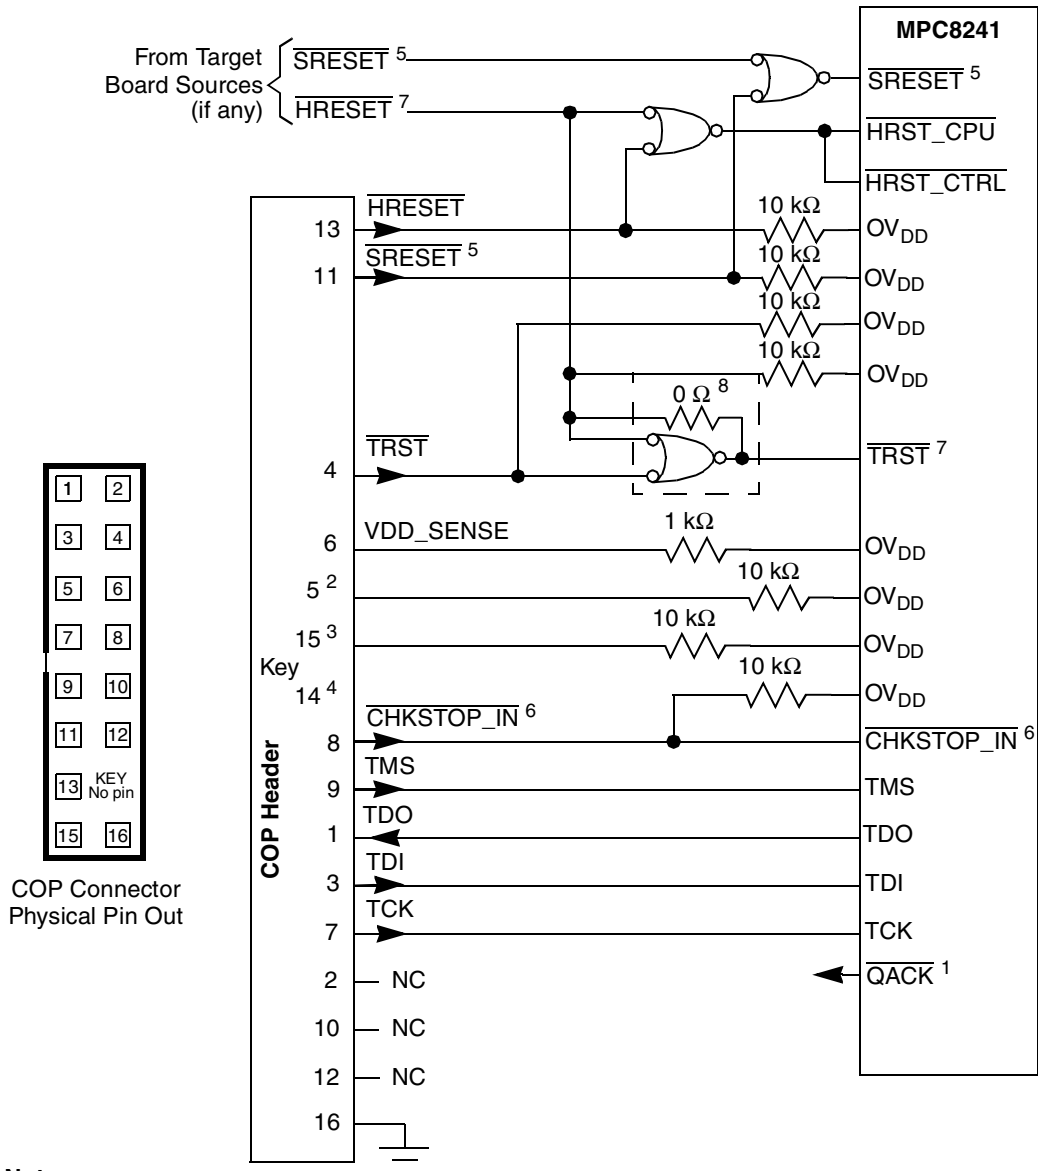 MPC8241
From Target
Board Sources
(if any)
SRESET 5
HRESET 7
SRESET 5
HRST_CPU
HRST_CTRL
13 HRESET 10 kΩ OVDD
11 SRESET 5 10 kΩ OVDD
10 kΩ OVDD
10 kΩ OVDD
0 Ω 8
4 TRST TRST 7
6 VDD_SENSE 1 kΩ OVDD
5 2 10 kΩ OVDD
15 3 10 kΩ OVDD
Key
14 4 10 kΩ OVDD
8 CHKSTOP_IN 6 CHKSTOP_IN 6
9 TMS TMS
1 TDO TDO
3 TDI TDI
7 TCK TCK
QACK 1
2 NC
10 NC
12 NC
16
COP Header
1 2
3 4
5 6
7 8
9 10
11 12
13 KEY
No pin
15 16
COP Connector
Physical Pin Out